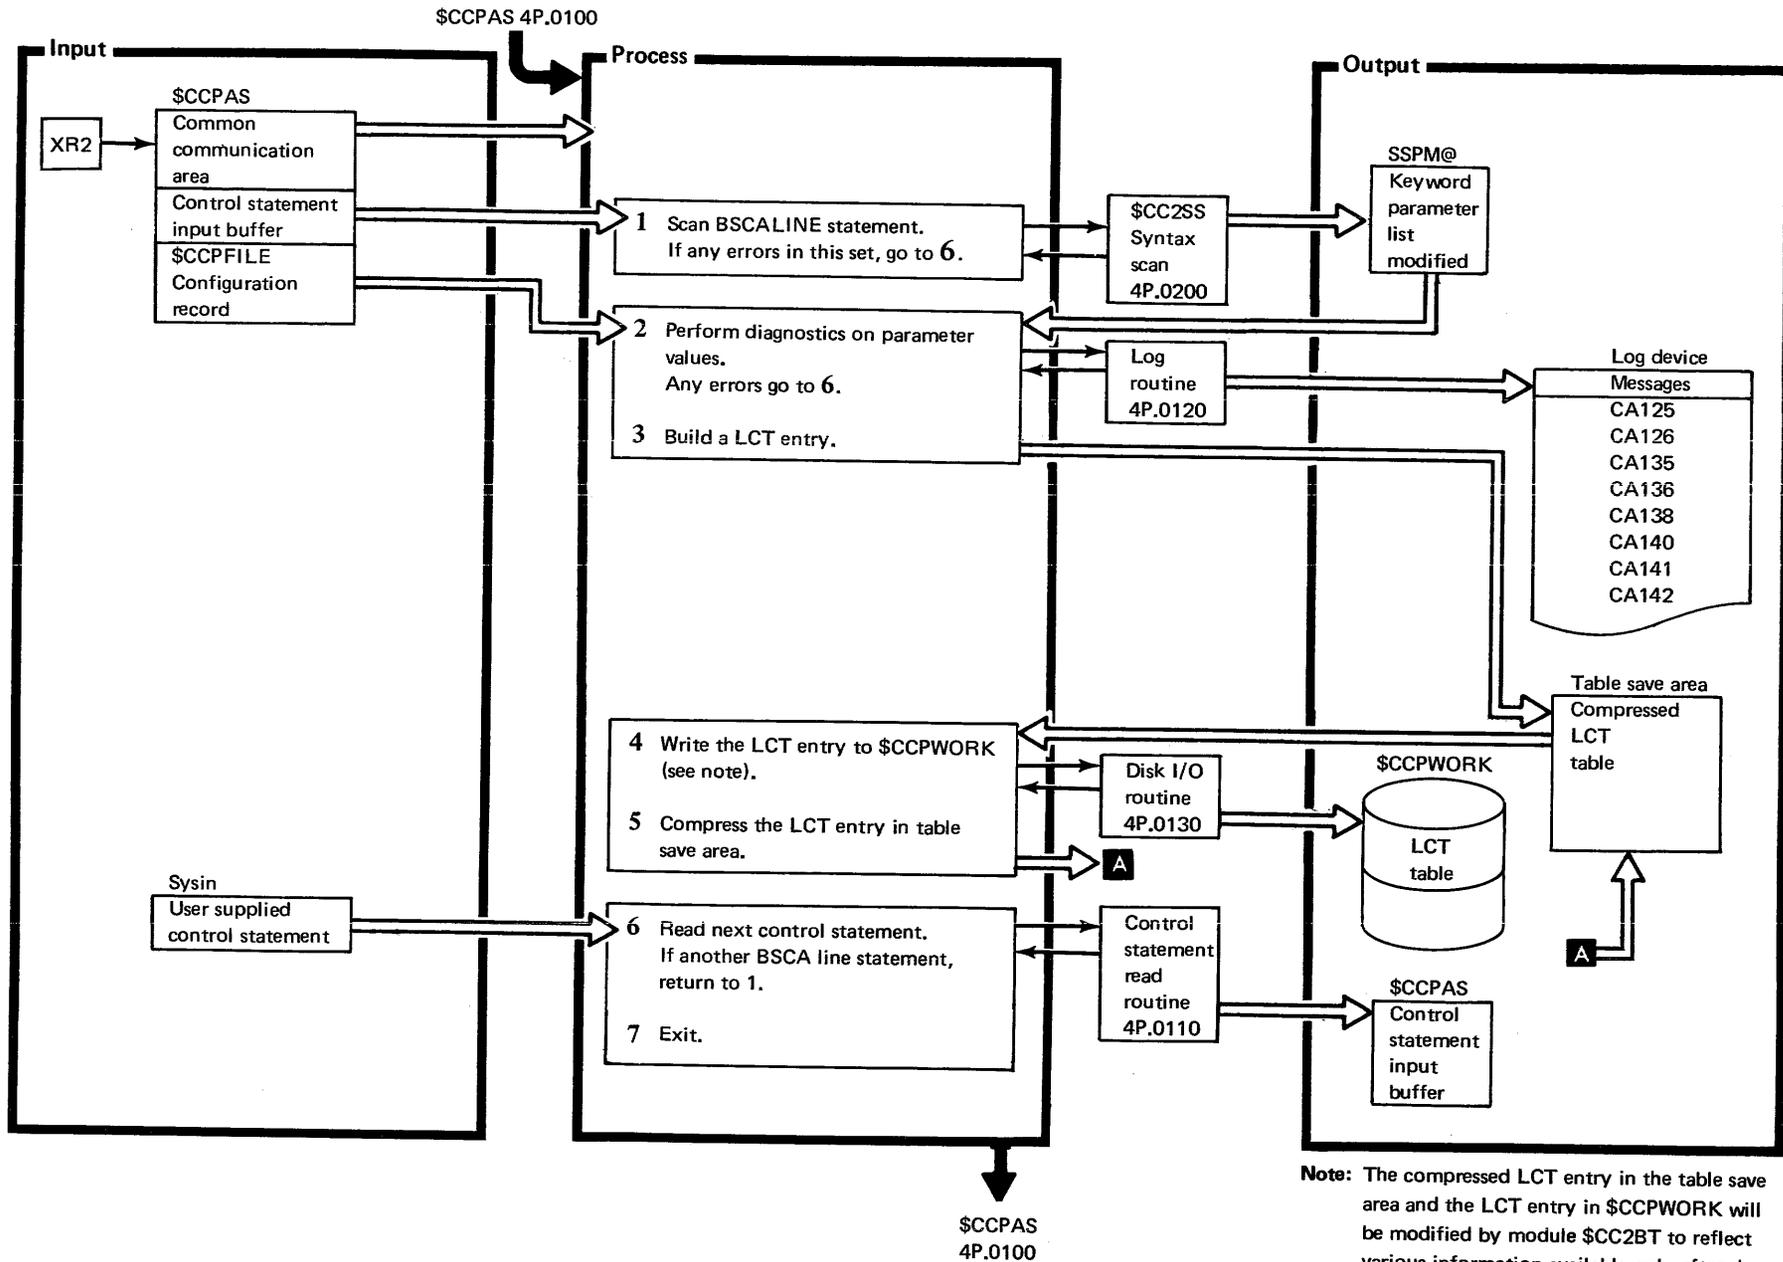 $CCPAS 4P.0100
Input
Process
Output
$CCPAS
XR2
Common
communication
area
Control statement
input buffer
$CCPFILE
Configuration
record
1 Scan BSCALINE statement.
If any errors in this set, go to 6.
$CC2SS
Syntax
scan
4P.0200
SSPM@
Keyword
parameter
list
modified
2 Perform diagnostics on parameter
values.
Any errors go to 6.
3 Build a LCT entry.
Log
routine
4P.0120
Log device
Messages
CA125
CA126
CA135
CA136
CA138
CA140
CA141
CA142
Table save area
Compressed
LCT
table
4 Write the LCT entry to $CCPWORK
(see note).
5 Compress the LCT entry in table
save area.
Disk I/O
routine
4P.0130
A
$CCPWORK
LCT
table
A
Sysin
User supplied
control statement
6 Read next control statement.
If another BSCA line statement,
return to 1.
7 Exit.
Control
statement
read
routine
4P.0110
$CCPAS
Control
statement
input
buffer
$CCPAS
4P.0100
Note: The compressed LCT entry in the table save
area and the LCT entry in $CCPWORK will
be modified by module $CC2BT to reflect